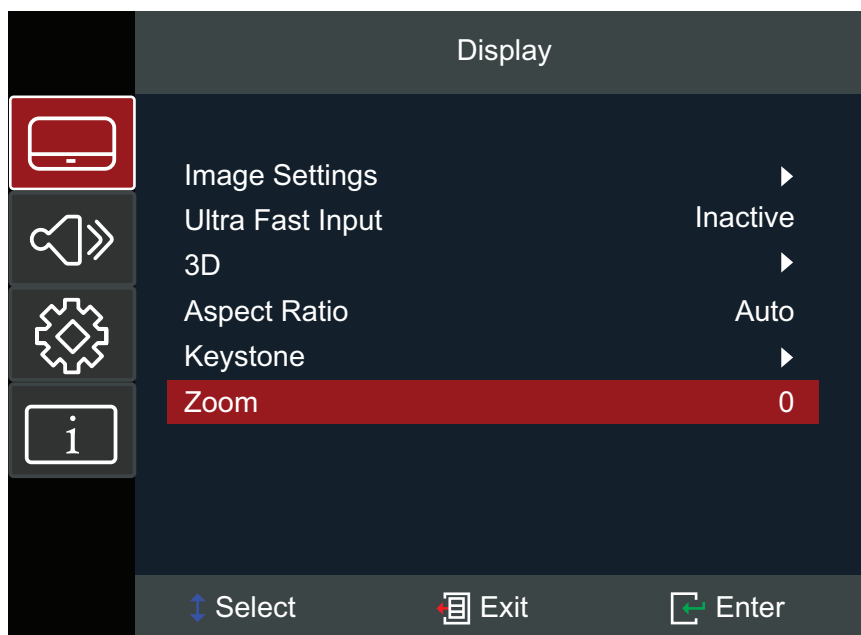 Display
Image Settings
Ultra Fast Input Inactive
3D
Aspect Ratio Auto
Keystone
Zoom 0
i
Select Exit Enter